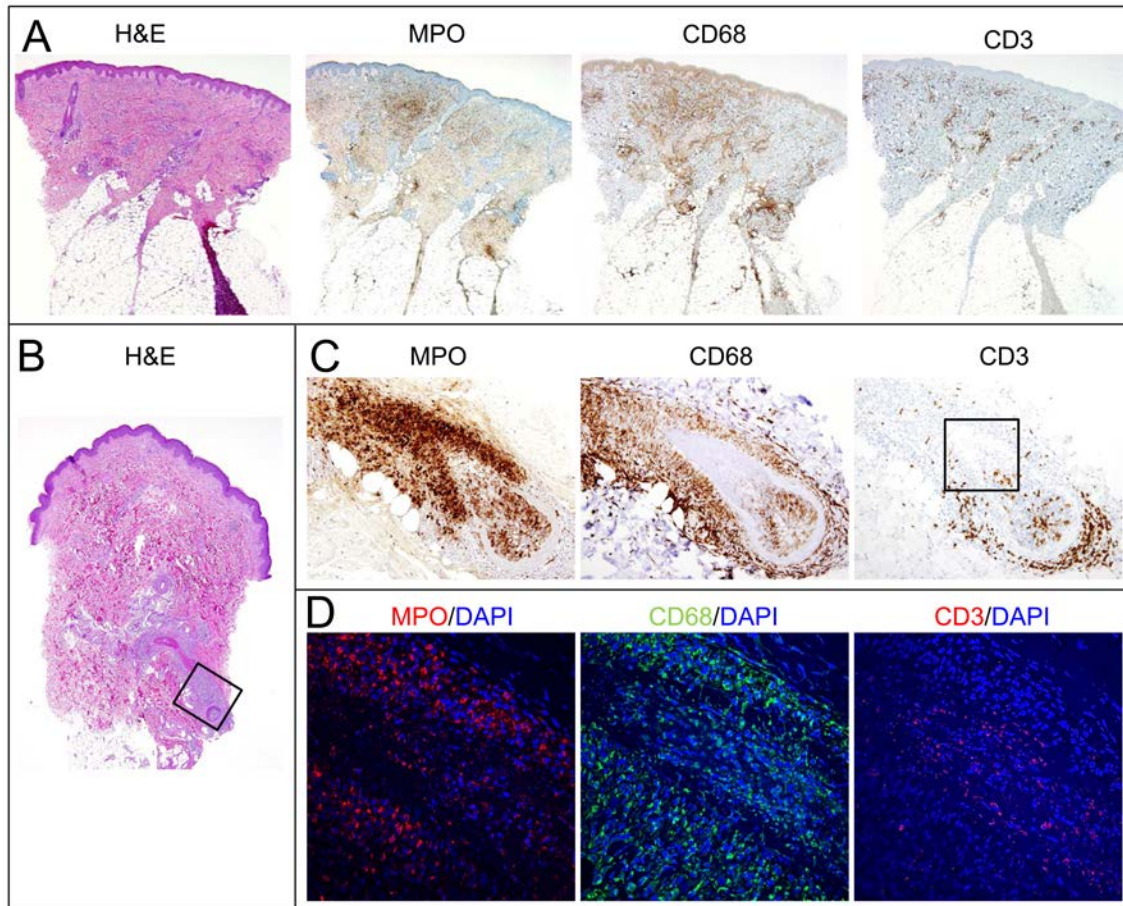 A
H&E
MPO
CD68
CD3
B
H&E
C
MPO
CD68
CD3
D
MPO/DAPI
CD68/DAPI
CD3/DAPI